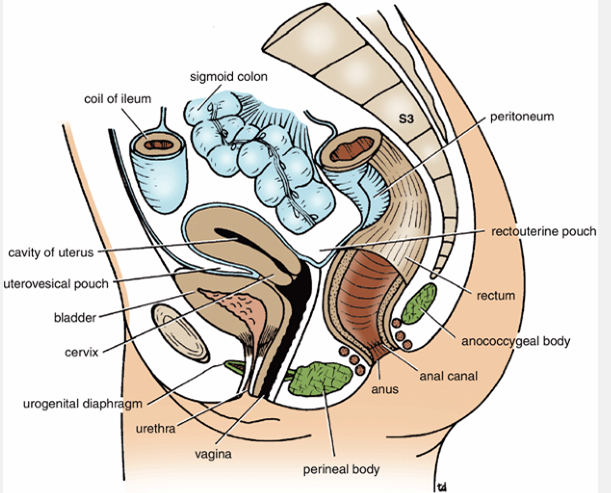 sigmoid colon
coil of ileum
S3
peritoneum
rectouterine pouch
cavity of uterus
uterovesical pouch
rectum
bladder
anococcygeal body
cervix
anal canal
anus
urogenital diaphragm
urethra
vagina
perineal body
td